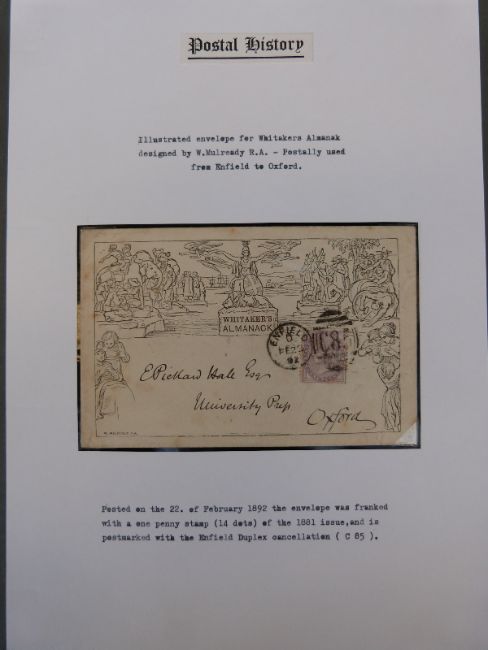 Postal History
Illustrated envelope for Whitakers Almanak
designed by W.Mulready R.A. - Postally used
from Enfield to Oxford.
WHITAKER'S
ALMANACK
ENFIELD
C
FE 22
92
E Pickard Hall Esq
University Press
Oxford
Posted on the 22. of February 1892 the envelope was franked
with a one penny stamp (14 dots) of the 1881 issue,and is
postmarked with the Enfield Duplex cancellation ( C 85 ).